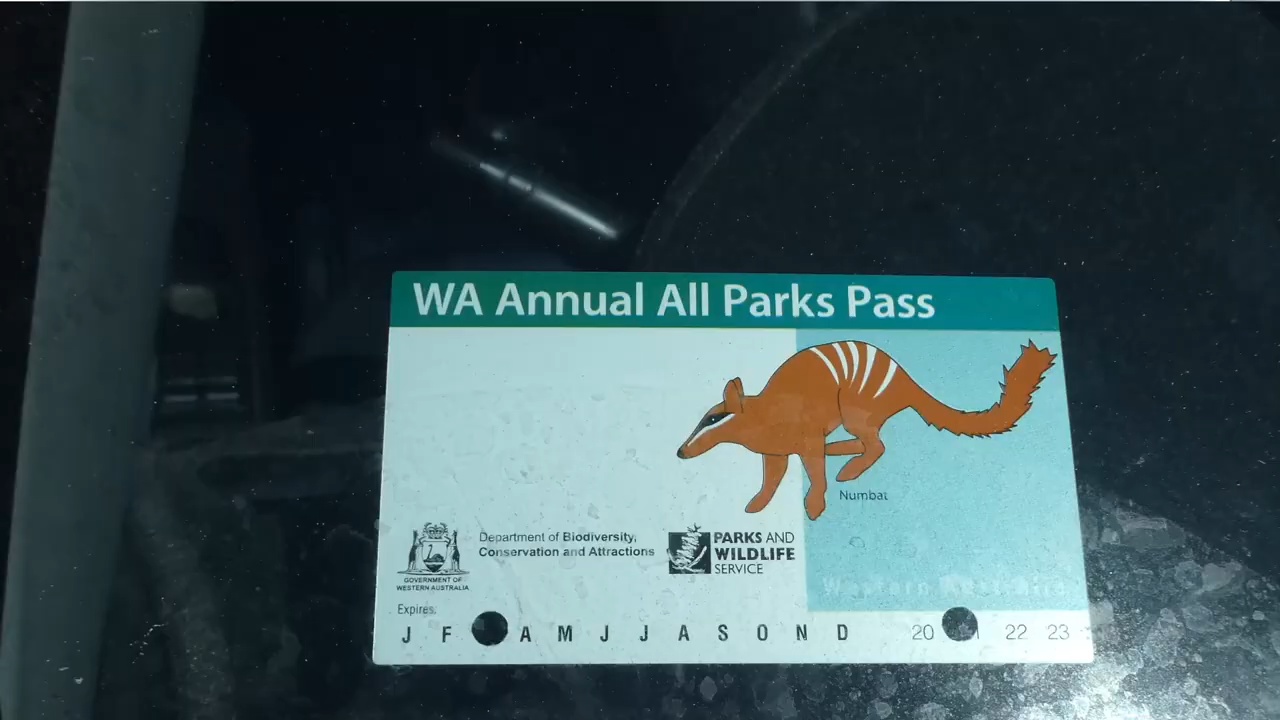 WA Annual All Parks Pass
Numbat
Department of Biodiversity,
Conservation and Attractions
PARKS AND
WILDLIFE
SERVICE
GOVERNMENT OF
WESTERN AUSTRALIA
Expires.
J F A M J J A S O N D 20 22 23